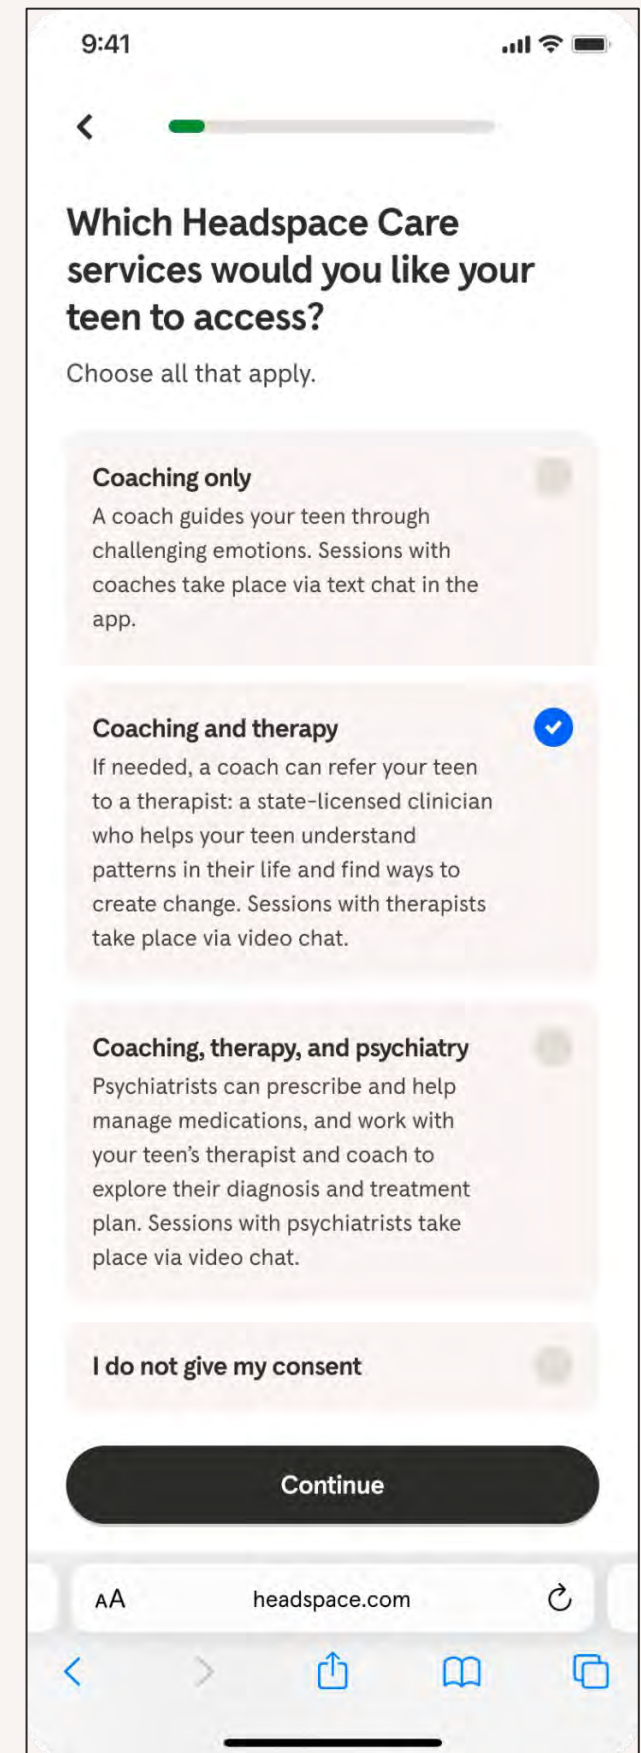 9:41
Which Headspace Care
services would you like your
teen to access?
Choose all that apply.
Coaching only
A coach guides your teen through
challenging emotions. Sessions with
coaches take place via text chat in the
app.
Coaching and therapy
If needed, a coach can refer your teen
to a therapist: a state-licensed clinician
who helps your teen understand
patterns in their life and find ways to
create change. Sessions with therapists
take place via video chat.
Coaching, therapy, and psychiatry
Psychiatrists can prescribe and help
manage medications, and work with
your teen’s therapist and coach to
explore their diagnosis and treatment
plan. Sessions with psychiatrists take
place via video chat.
I do not give my consent
Continue
AA headspace.com